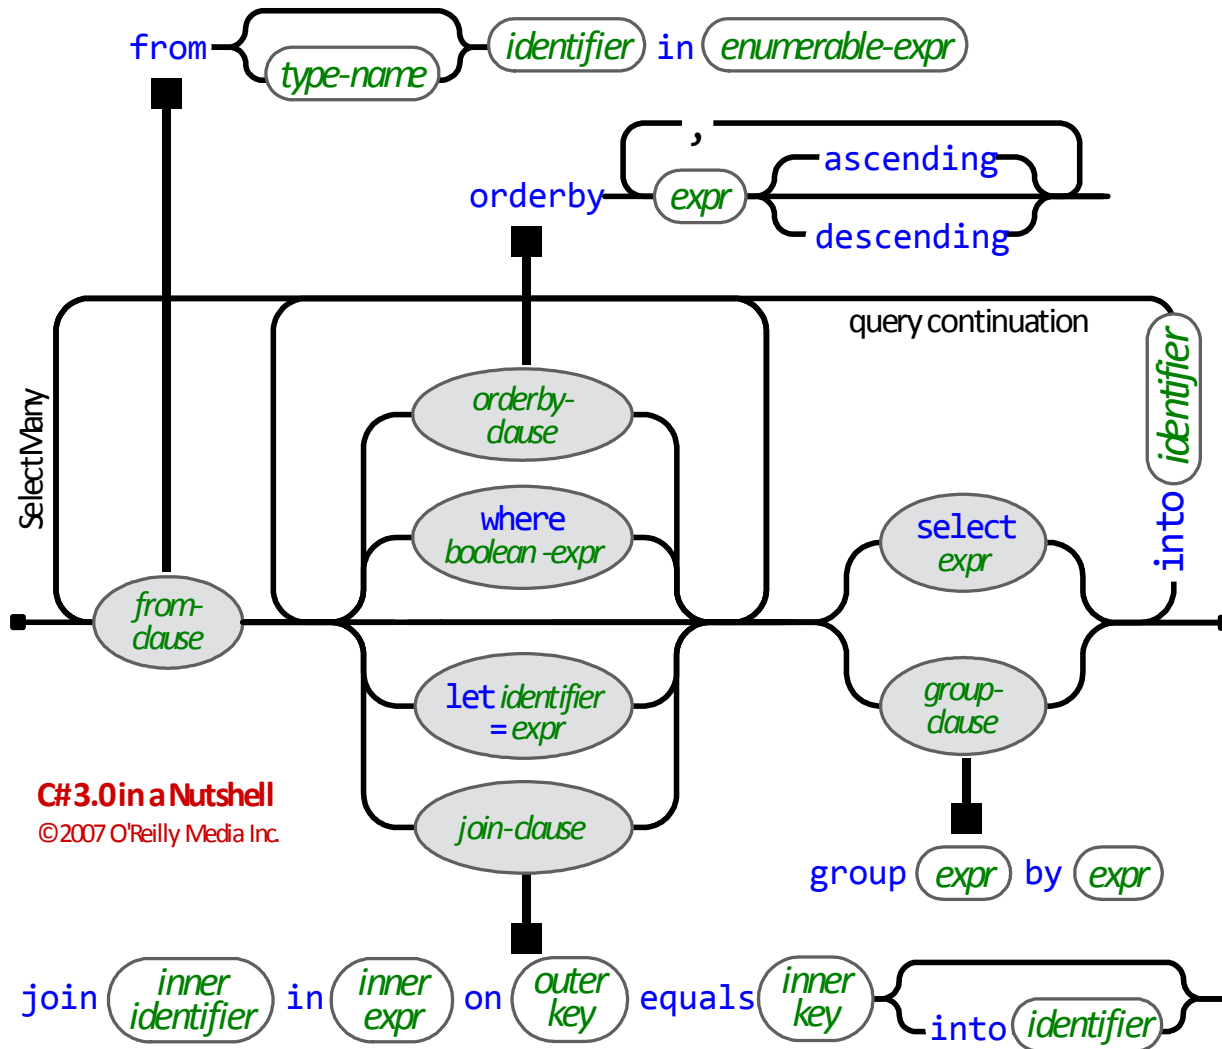 from type-name identifier in enumerable-expr
,
ascending
orderby expr
descending
query continuation
identifier
into
SelectMany
orderby-
clause
where
boolean -expr
select
expr
from-
clause
let identifier
= expr
group-
clause
join-clause
C# 3.0 in a Nutshell
© 2007 O'Reilly Media Inc.
group expr by expr
join inner
identifier in inner
expr on outer
key equals inner
key
into identifier